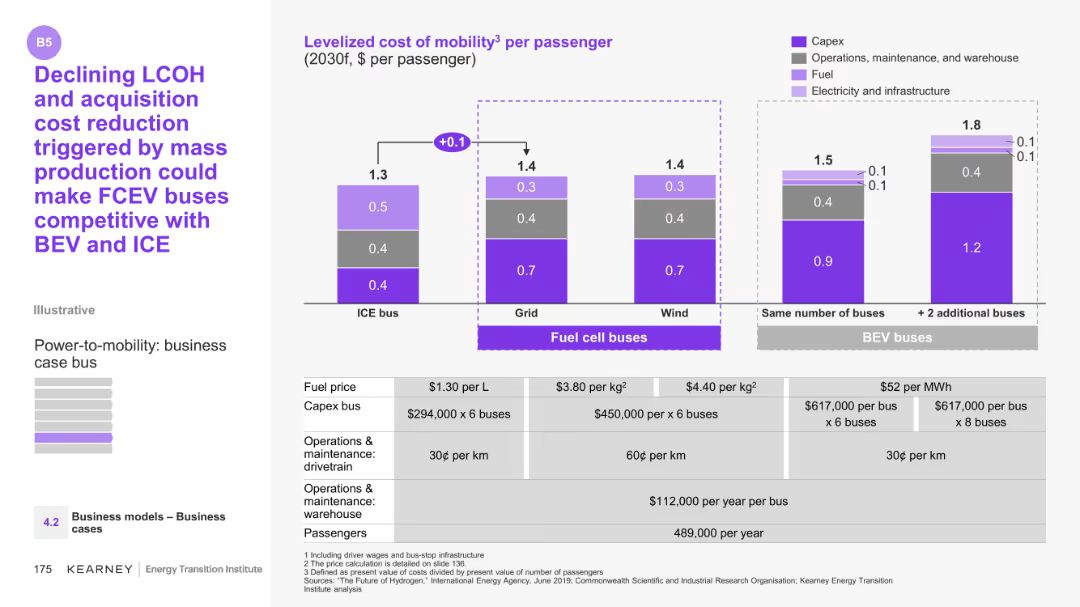 B5
Declining LCOH
and acquisition
cost reduction
triggered by mass
production could
make FCEV buses
competitive with
BEV and ICE
Illustrative
Power-to-mobility: business
case bus
4.2
Business models – Business
cases
175 KEARNEY Energy Transition Institute
Levelized cost of mobility³ per passenger
(2030f, $ per passenger)
Capex
Operations, maintenance, and warehouse
Fuel
Electricity and infrastructure
+0.1
1.3
0.5
0.4
0.4
ICE bus
1.4
0.3
0.4
0.7
Grid
1.4
0.3
0.4
0.7
Wind
Fuel cell buses
1.5
0.1
0.1
0.4
0.9
Same number of buses
1.8
0.1
0.1
0.4
1.2
+ 2 additional buses
BEV buses
Fuel price $1.30 per L $3.80 per kg² $4.40 per kg² $52 per MWh
Capex bus $294,000 x 6 buses $450,000 per x 6 buses
$617,000 per bus
x 6 buses
$617,000 per bus
x 8 buses
Operations &
maintenance:
drivetrain
30¢ per km 60¢ per km 30¢ per km
Operations &
maintenance:
warehouse
$112,000 per year per bus
Passengers 489,000 per year
1 Including driver wages and bus-stop infrastructure
2 The price calculation is detailed on slide 136.
3 Defined as present value of costs divided by present value of number of passengers
Sources: "The Future of Hydrogen," International Energy Agency, June 2019; Commonwealth Scientific and Industrial Research Organisation; Kearney Energy Transition
Institute analysis